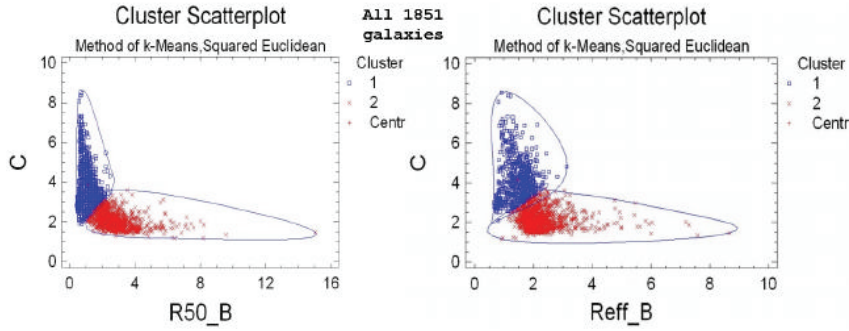 Cluster Scatterplot
Method of k-Means,Squared Euclidean
C
10
8
6
4
2
0
0 4 8 12 16
R50_B
Cluster
1
2
Centr
All 1851
galaxies
Cluster Scatterplot
Method of k-Means,Squared Euclidean
C
10
8
6
4
2
0
0 2 4 6 8 10
Reff_B
Cluster
1
2
Centr